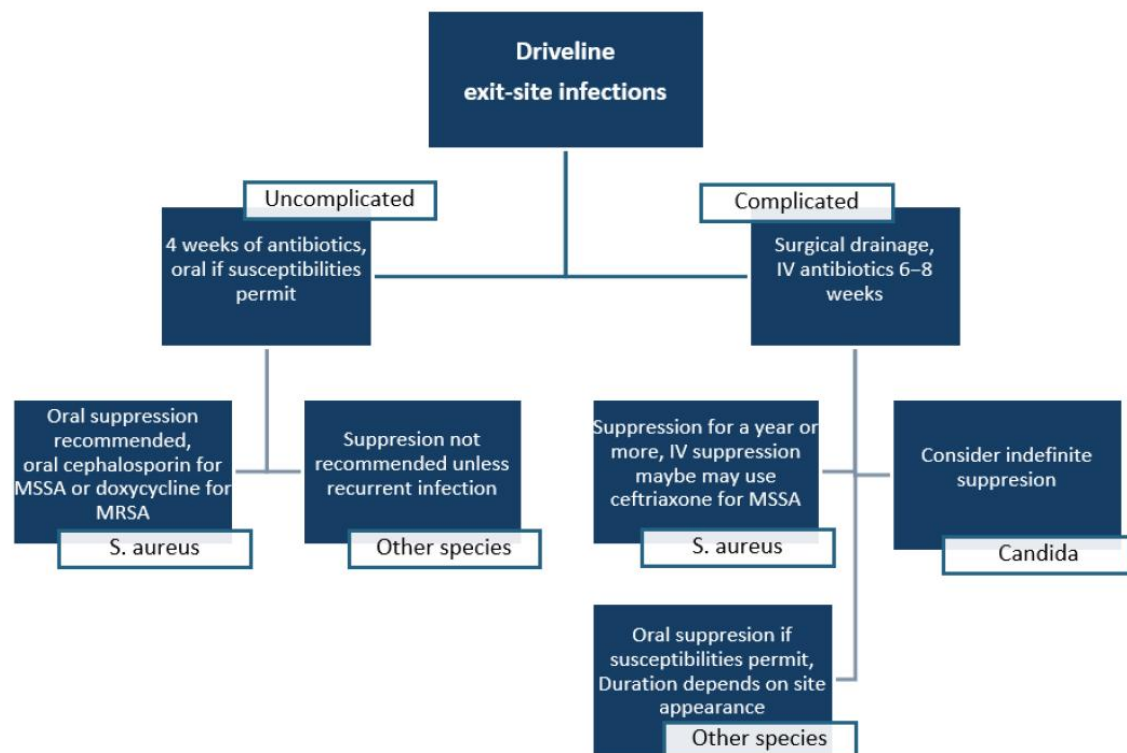 Driveline
exit-site infections
Uncomplicated
4 weeks of antibiotics,
oral if susceptibilities
permit
Complicated
Surgical drainage,
IV antibiotics 6–8
weeks
Oral suppression
recommended,
oral cephalosporin for
MSSA or doxycycline for
MRSA
S. aureus
Suppresion not
recommended unless
recurrent infection
Other species
Suppression for a year or
more, IV suppression
maybe may use
ceftriaxone for MSSA
S. aureus
Consider indefinite
suppresion
Candida
Oral suppresion if
susceptibilities permit,
Duration depends on site
appearance
Other species